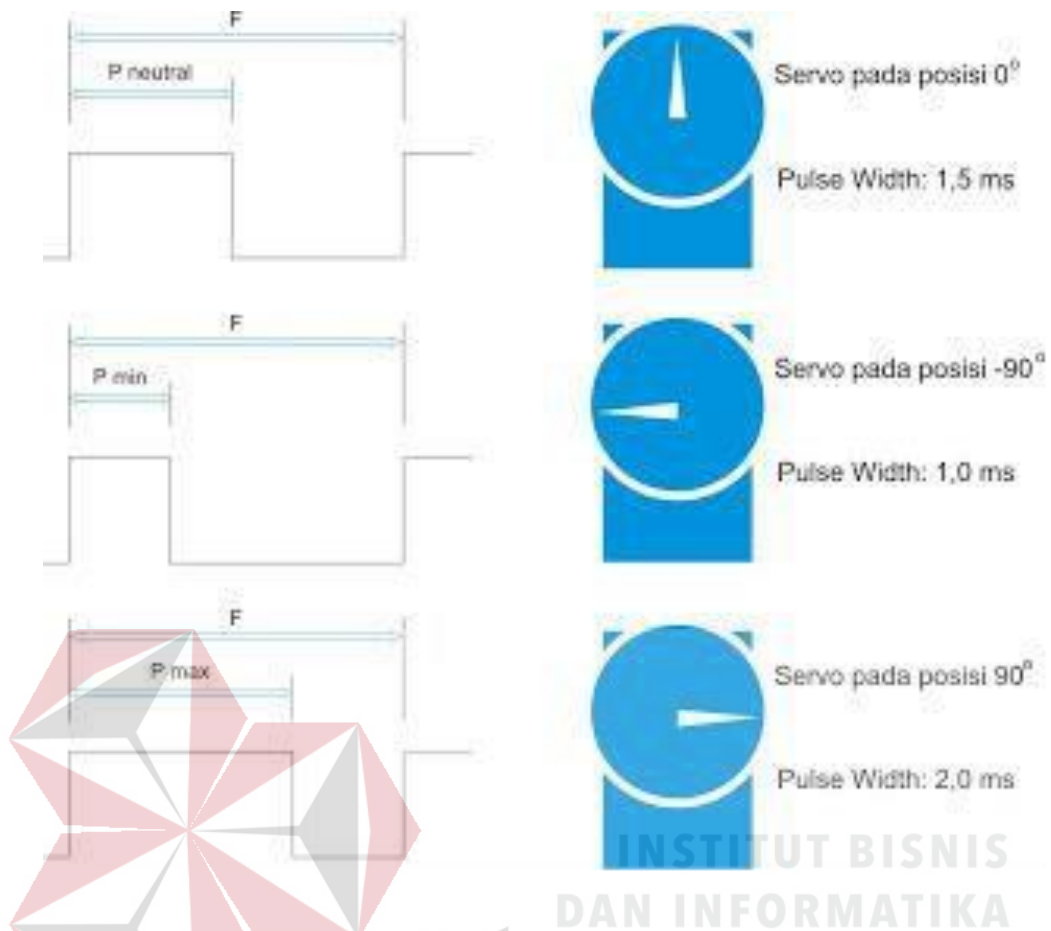 F
P neutral
Servo pada posisi 0°
Pulse Width: 1,5 ms
F
P min
Servo pada posisi -90°
Pulse Width: 1,0 ms
F
P max
Servo pada posisi 90°
Pulse Width: 2,0 ms
INSTITUT BISNIS
DAN INFORMATIKA